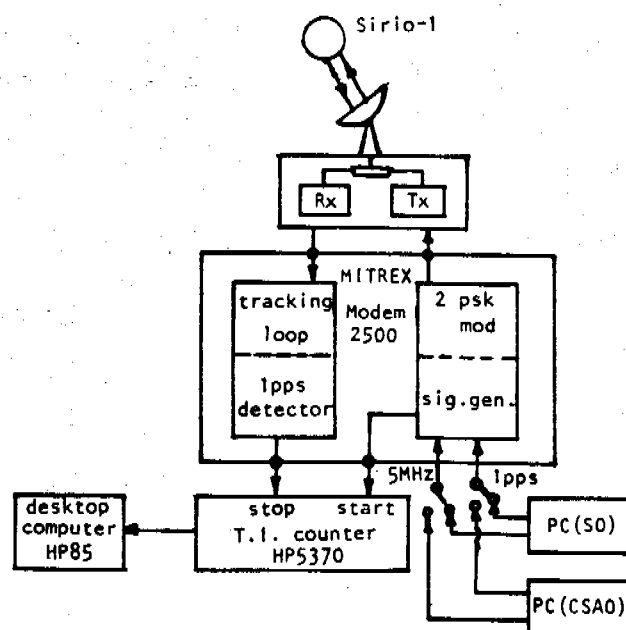 Sirio-1
Rx
Tx
MITREX
Modem
2500
tracking
loop
1pps
detector
2 psk
mod
sig.gen.
5MHz
1pps
stop
start
T.I. counter
HP5370
desktop
computer
HP85
PC(SO)
PC(CSAO)